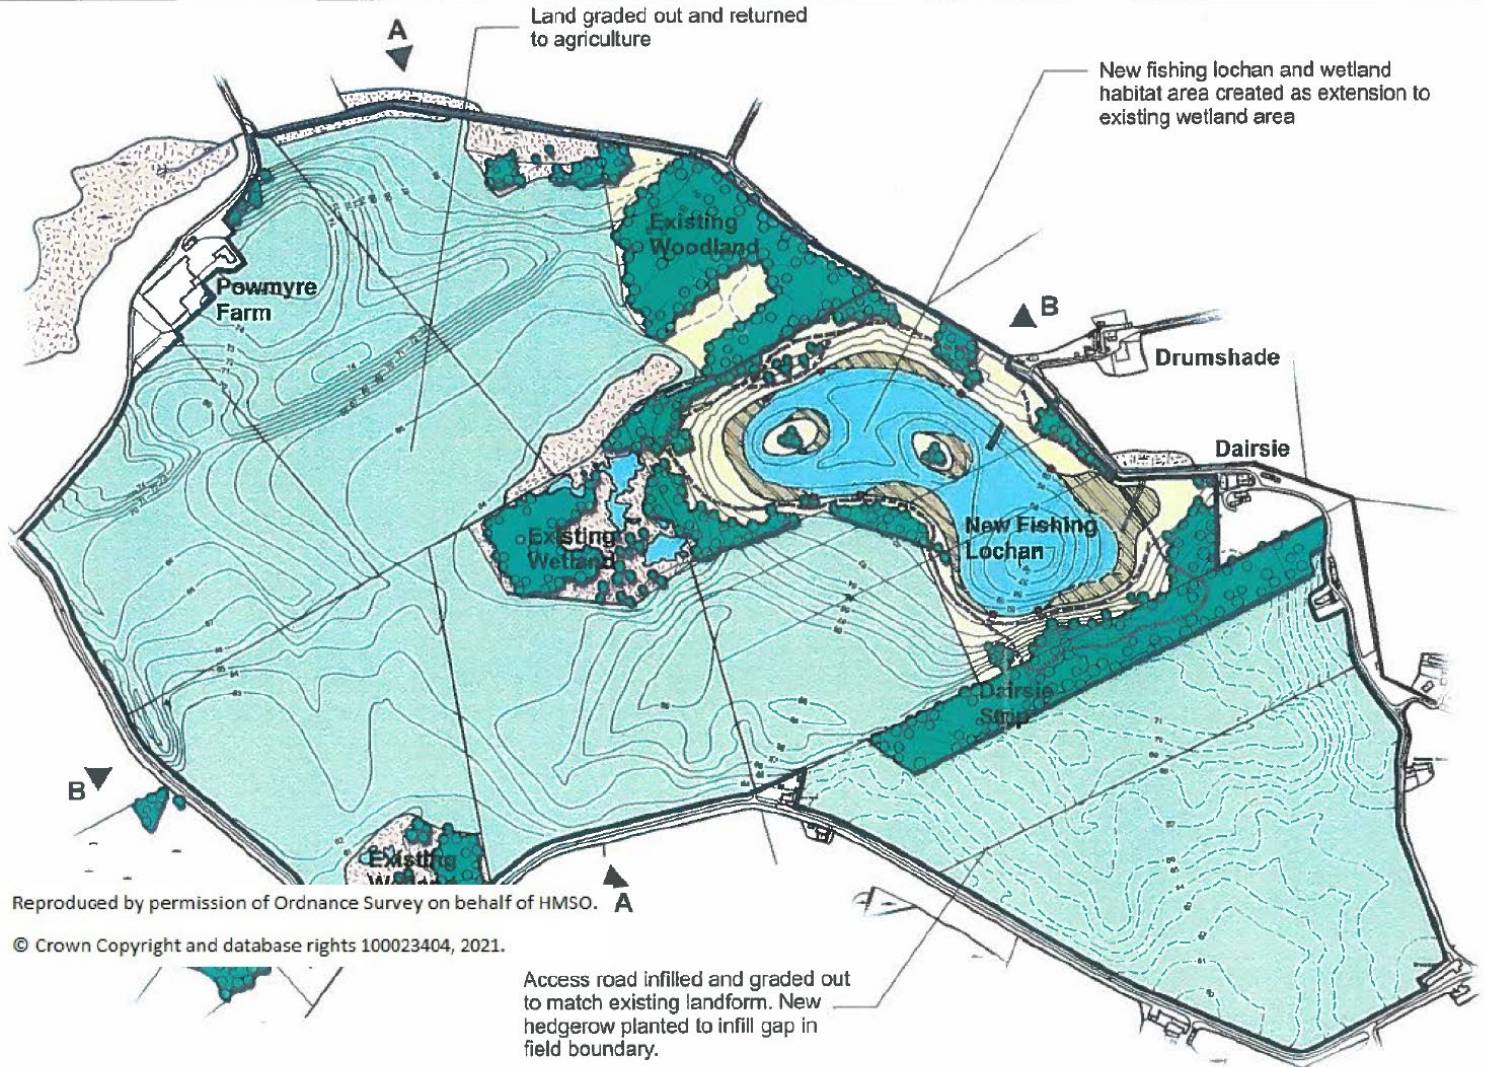 Land graded out and returned
to agriculture
A
New fishing lochan and wetland
habitat area created as extension to
existing wetland area
Existing
Woodland
Powmyre
Farm
B
Drumshade
Dairsie
New Fishing
Lochan
Existing
Wetland
Dairsie
Strip
B
Existing
Wetland
Reproduced by permission of Ordnance Survey on behalf of HMSO.
A
© Crown Copyright and database rights 100023404, 2021.
Access road infilled and graded out
to match existing landform. New
hedgerow planted to infill gap in
field boundary.